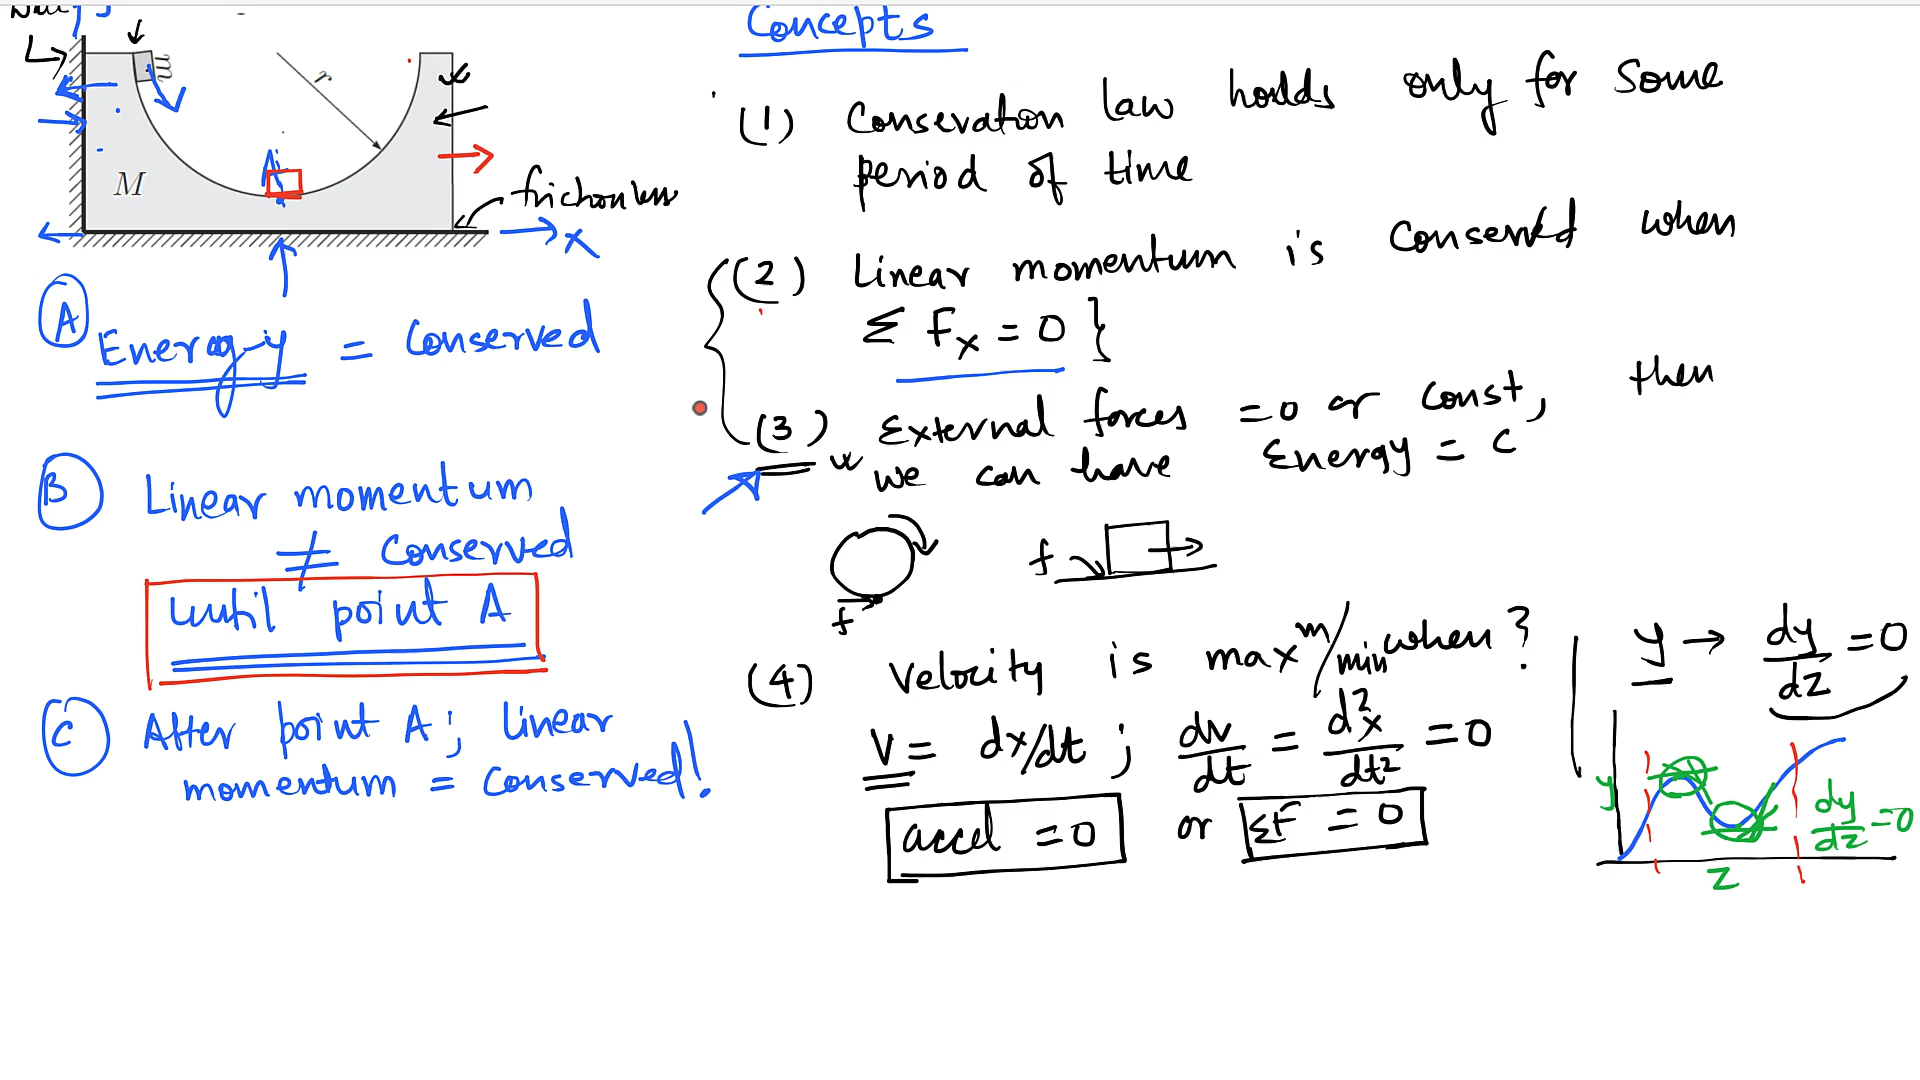 m
r
A
M
frictionless
x
A
Energy = conserved
B
Linear momentum
≠ conserved
until point A
C
After point A; linear
momentum = conserved!
Concepts
(1) Consevation law holds only for some
period of time
(2) Linear momentum is conserved when
Σ Fx = 0 }
(3) External forces = 0 or const, then
we can have Energy = C
f
f
(4) Velocity is max^m/min when?
V = dx/dt ; dv/dt = d²x/dt² = 0
accel = 0 or ΣF = 0
y → dy/dz = 0
y
dy/dz = 0
z